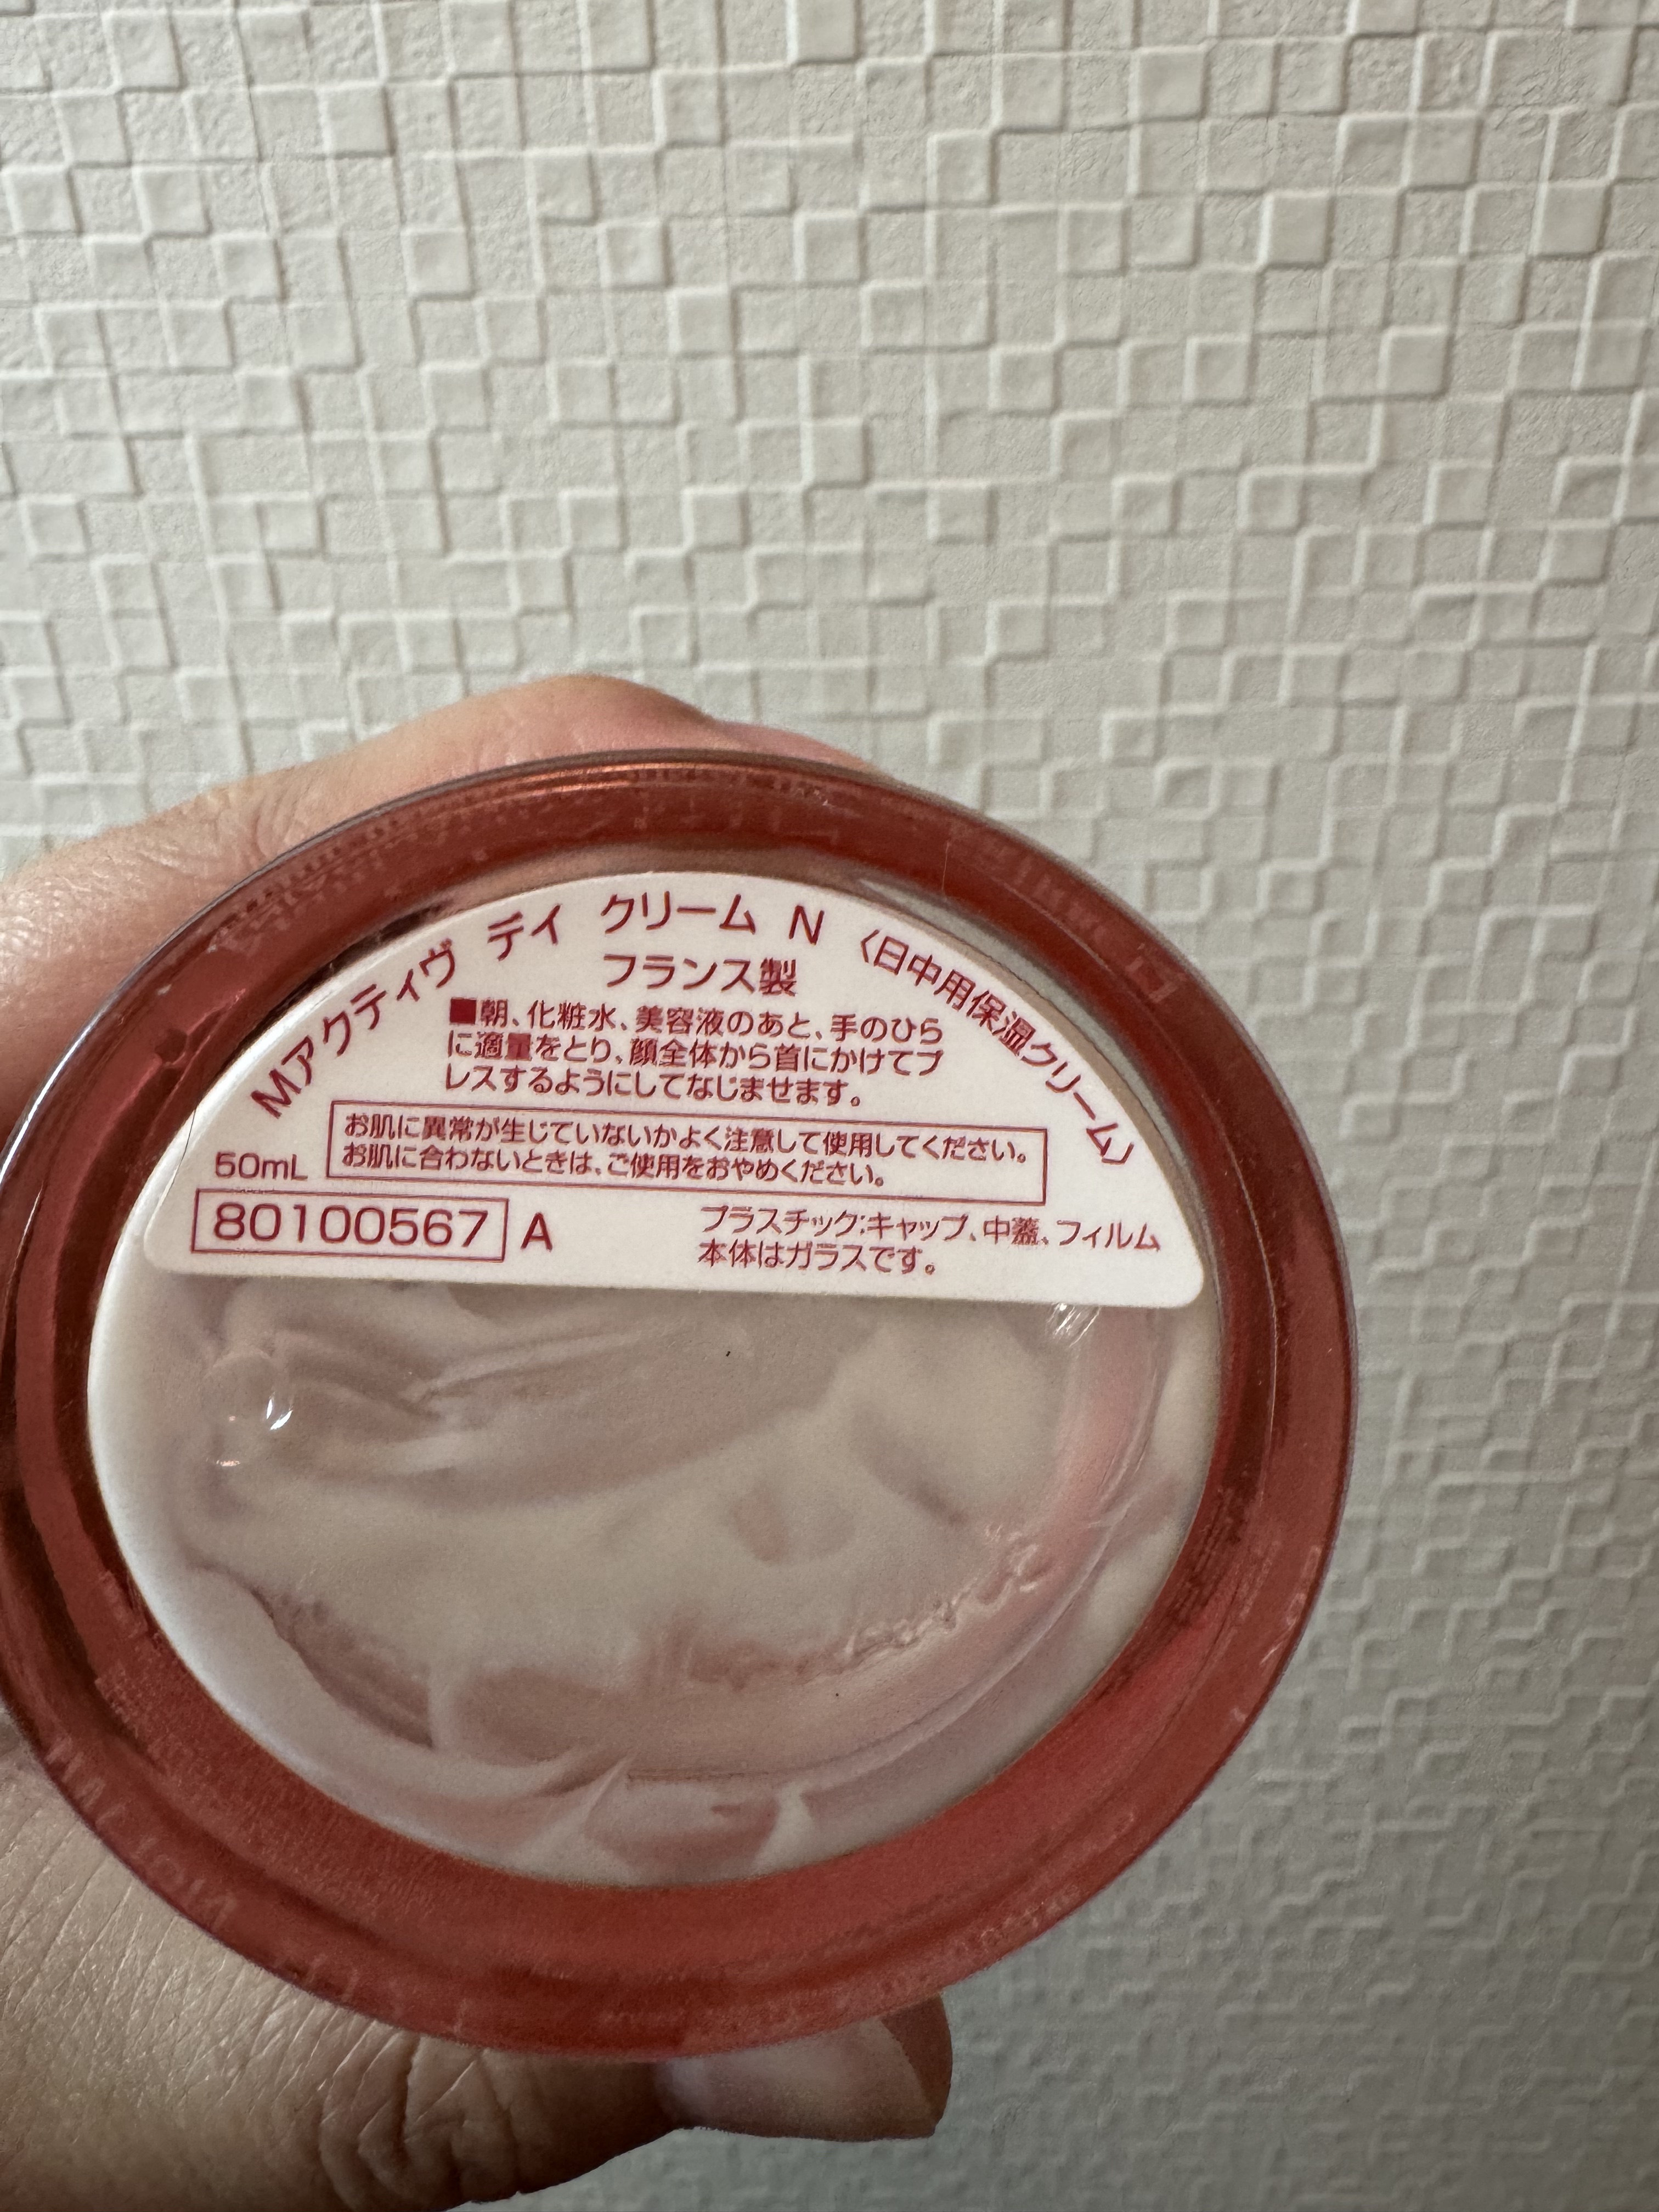 Mアクティヴ デイ クリーム N 〈日中用保湿クリーム〉
フランス製
■朝、化粧水、美容液のあと、手のひら
に適量をとり、顔全体から首にかけてプ
レスするようにしてなじませます。
お肌に異常が生じていないかよく注意して使用してください。
お肌に合わないときは、ご使用をおやめください。
50mL
80100567 A
プラスチック:キャップ、中蓋、フィルム
本体はガラスです。